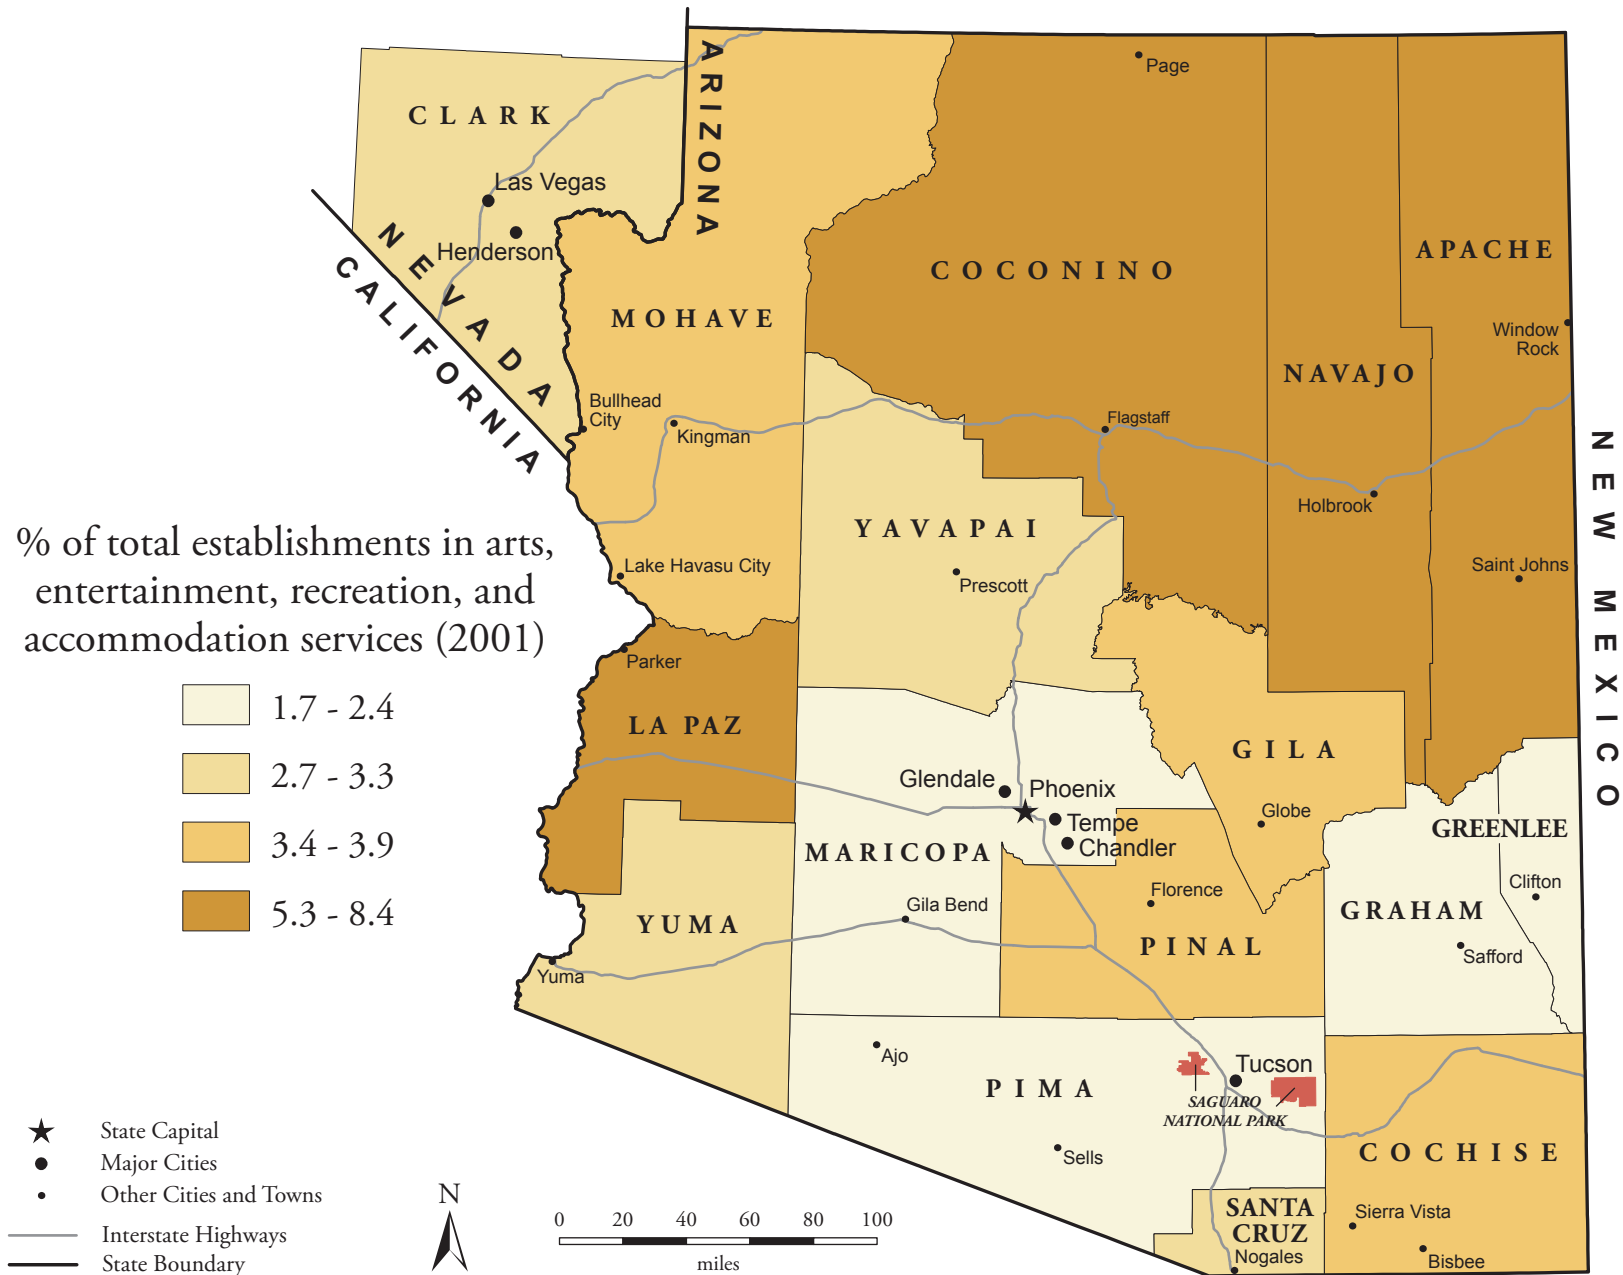 Page
ARIZONA
CLARK
Las Vegas
Henderson
NEVADA
CALIFORNIA
COCONINO
APACHE
MOHAVE
Window
Rock
NAVAJO
Bullhead
City
Kingman
Flagstaff
NEW MEXICO
Holbrook
YAVAPAI
% of total establishments in arts,
entertainment, recreation, and
accommodation services (2001)
Lake Havasu City
Prescott
Saint Johns
Parker
1.7 - 2.4
2.7 - 3.3
3.4 - 3.9
5.3 - 8.4
LA PAZ
GILA
Glendale
Phoenix
Tempe
Chandler
Globe
GREENLEE
MARICOPA
Clifton
Florence
Gila Bend
GRAHAM
YUMA
PINAL
Safford
Yuma
Ajo
Tucson
PIMA
SAGUARO
NATIONAL PARK
Sells
COCHISE
SANTA
CRUZ
Sierra Vista
Nogales
Bisbee
State Capital
Major Cities
Other Cities and Towns
Interstate Highways
State Boundary
N
0 20 40 60 80 100
miles